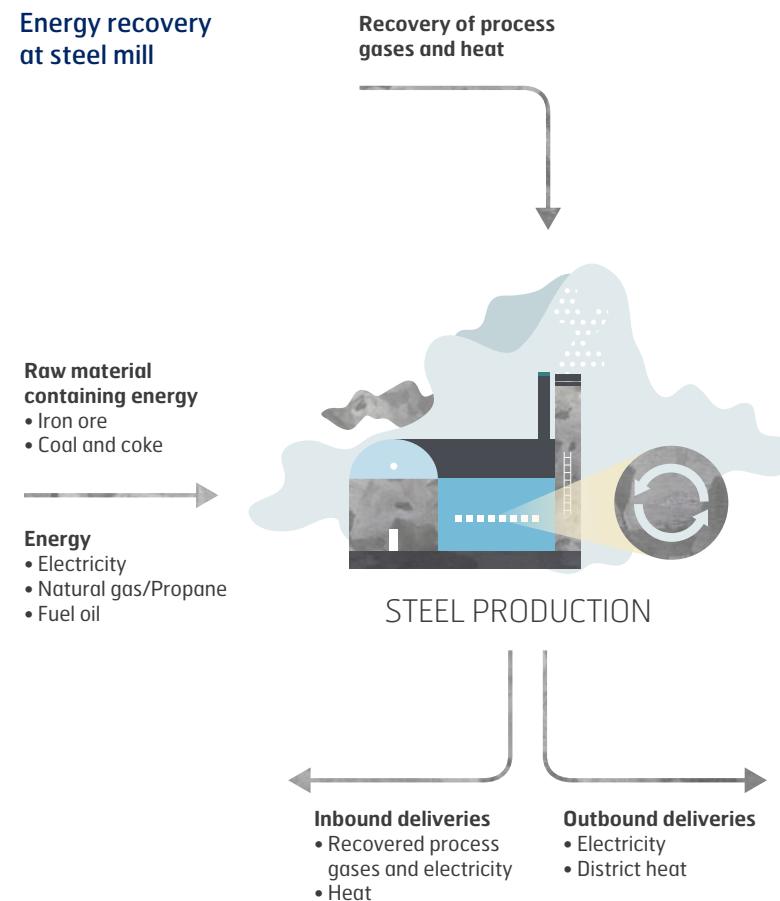 Energy recovery
at steel mill
Recovery of process
gases and heat
Raw material
containing energy
• Iron ore
• Coal and coke
Energy
• Electricity
• Natural gas/Propane
• Fuel oil
STEEL PRODUCTION
Inbound deliveries
• Recovered process
gases and electricity
• Heat
Outbound deliveries
• Electricity
• District heat